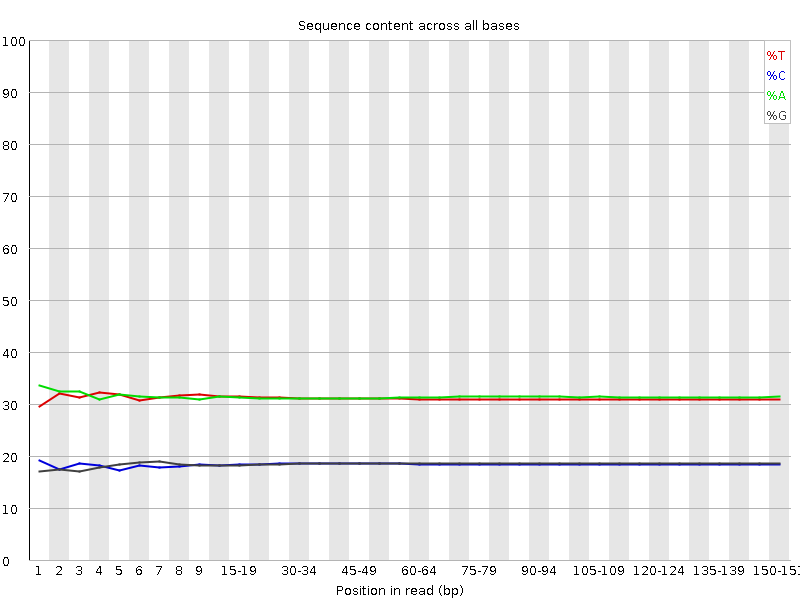 Sequence content across all bases
100
90
80
70
60
50
40
30
20
10
0
%T
%C
%A
%G
1 2 3 4 5 6 7 8 9 15-19 30-34 45-49 60-64 75-79 90-94 105-109 120-124 135-139 150-151
Position in read (bp)